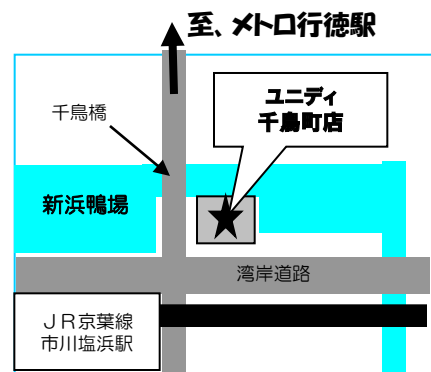 至、メトロ行徳駅
ユニディ
千鳥町店
千鳥橋
新浜鴨場
湾岸道路
ＪＲ京葉線
市川塩浜駅